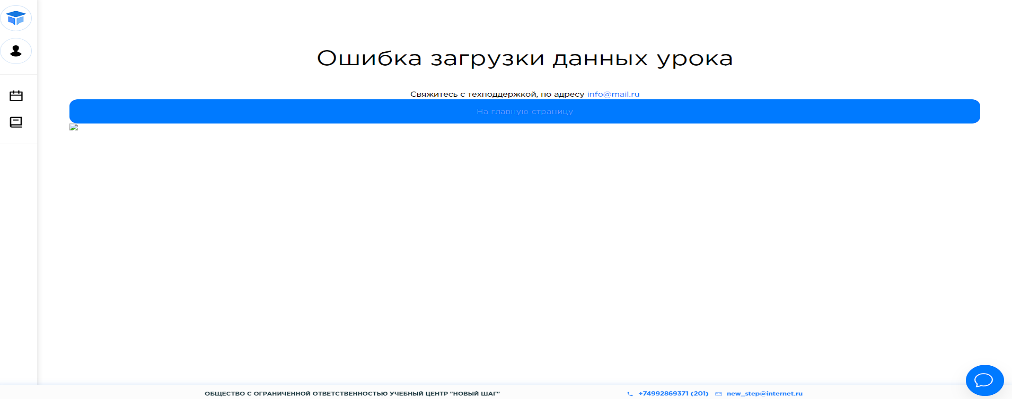 Ошибка загрузки данных урока
Свяжитесь с техподдержкой, по адресу info@mail.ru
На главную страницу
ОБЩЕСТВО С ОГРАНИЧЕННОЙ ОТВЕТСТВЕННОСТЬЮ УЧЕБНЫЙ ЦЕНТР "НОВЫЙ ШАГ" +74992869371 (201) new_step@internet.ru